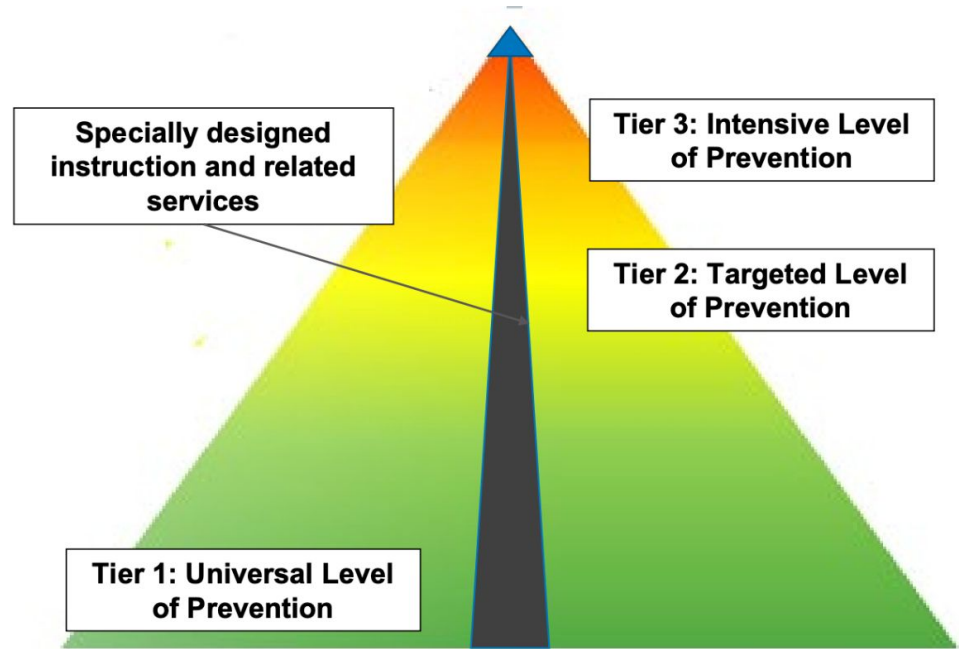 Specially designed
instruction and related
services
Tier 3: Intensive Level
of Prevention
Tier 2: Targeted Level
of Prevention
Tier 1: Universal Level
of Prevention